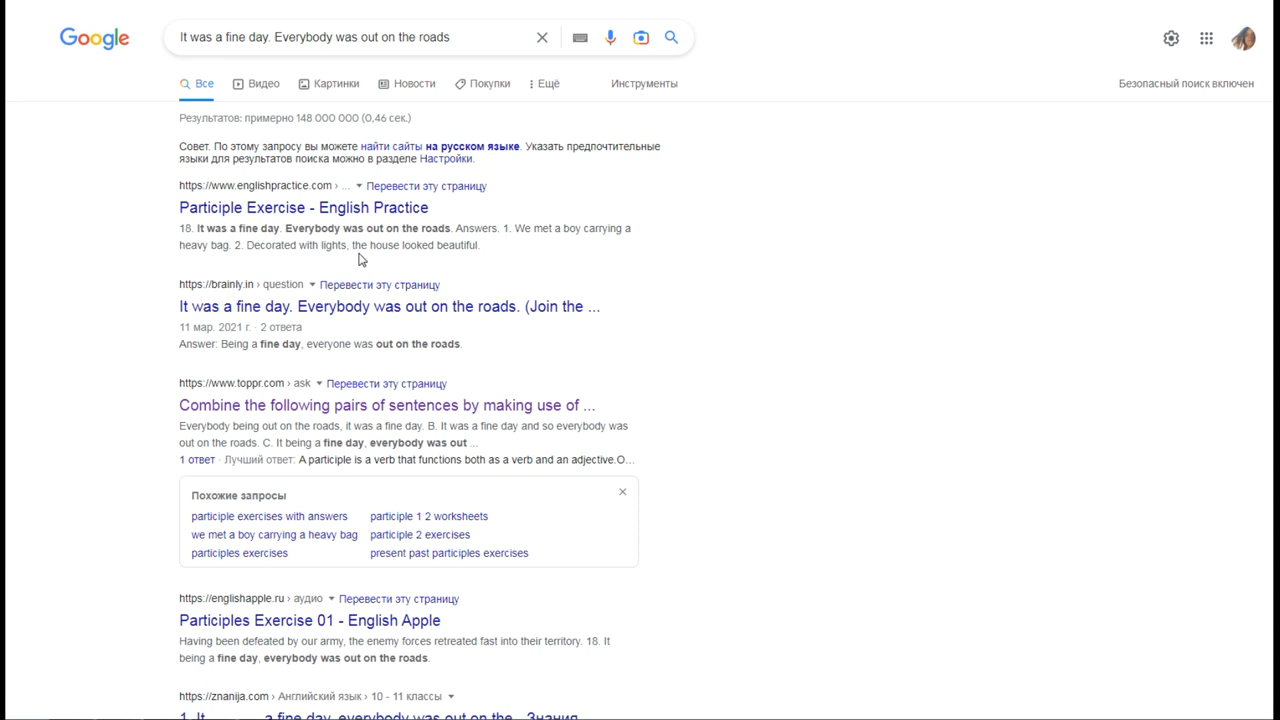 Google
It was a fine day. Everybody was out on the roads
Все Видео Картинки Новости Покупки Ещё Инструменты Безопасный поиск включен
Результатов: примерно 148 000 000 (0,46 сек.)
Совет. По этому запросу вы можете найти сайты на русском языке. Указать предпочтительные
языки для результатов поиска можно в разделе Настройки.
https://www.englishpractice.com › ... Перевести эту страницу
Participle Exercise - English Practice
18. It was a fine day. Everybody was out on the roads. Answers. 1. We met a boy carrying a
heavy bag. 2. Decorated with lights, the house looked beautiful.
https://brainly.in › question Перевести эту страницу
It was a fine day. Everybody was out on the roads. (Join the ...
11 мар. 2021 г. · 2 ответа
Answer: Being a fine day, everyone was out on the roads.
https://www.toppr.com › ask Перевести эту страницу
Combine the following pairs of sentences by making use of ...
Everybody being out on the roads, it was a fine day. B. It was a fine day and so everybody was
out on the roads. C. It being a fine day, everybody was out ...
1 ответ · Лучший ответ: A participle is a verb that functions both as a verb and an adjective.O...
Похожие запросы
participle exercises with answers participle 1 2 worksheets
we met a boy carrying a heavy bag participle 2 exercises
participles exercises present past participles exercises
https://englishapple.ru › аудио Перевести эту страницу
Participles Exercise 01 - English Apple
Having been defeated by our army, the enemy forces retreated fast into their territory. 18. It
being a fine day, everybody was out on the roads.
https://znanija.com › Английский язык › 10 - 11 классы
1. It ____ a fine day, everybody was out on the... Знания